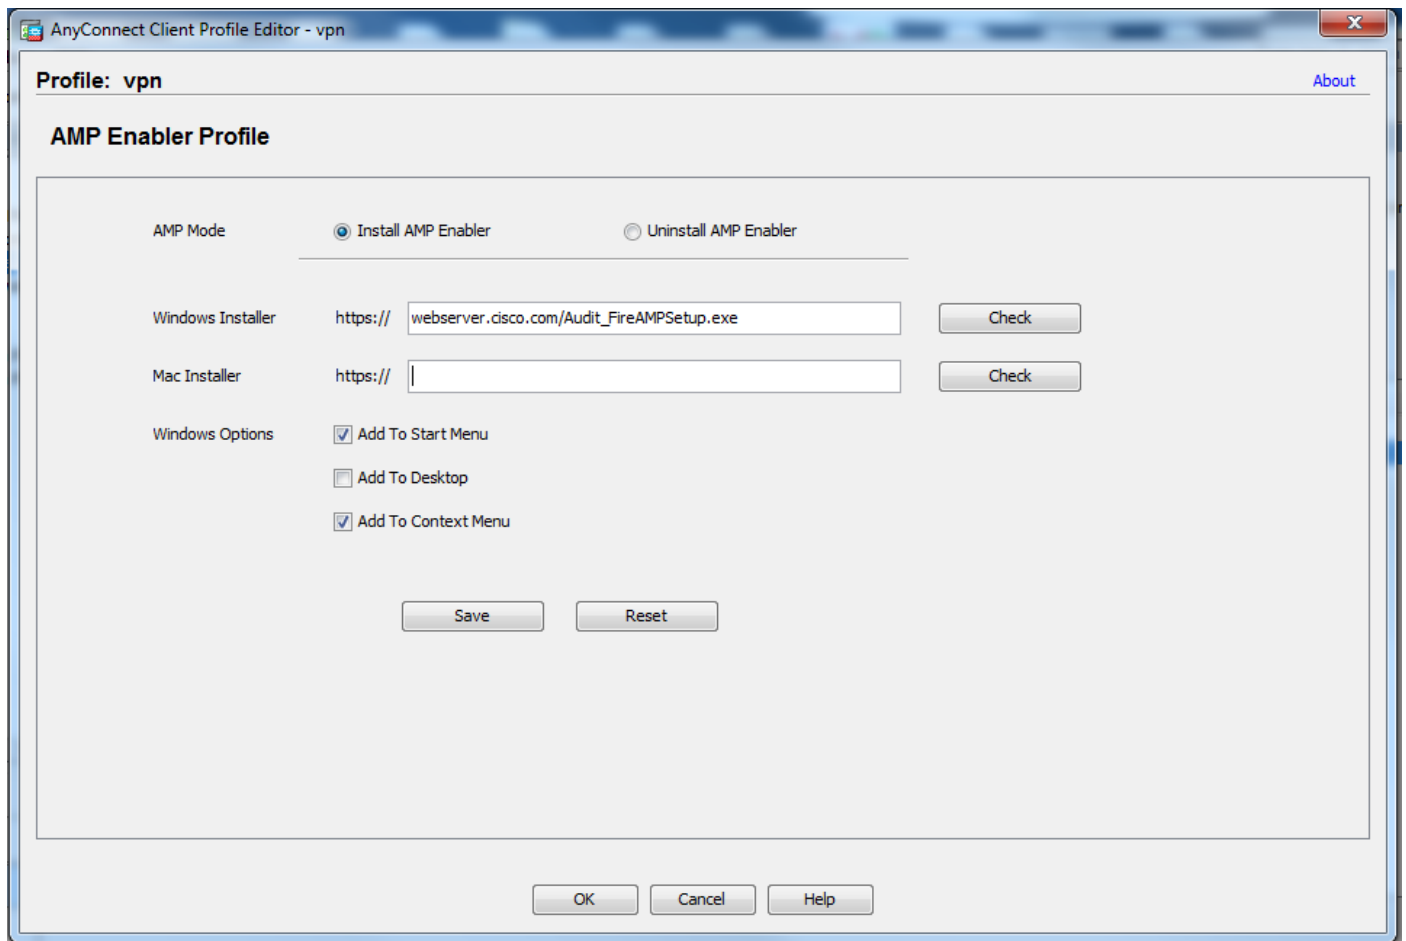 AnyConnect Client Profile Editor - vpn
X
Profile: vpn
About
AMP Enabler Profile
AMP Mode
Install AMP Enabler
Uninstall AMP Enabler
Windows Installer
https://
webserver.cisco.com/Audit_FireAMPSetup.exe
Check
Mac Installer
https://
Check
Windows Options
Add To Start Menu
Add To Desktop
Add To Context Menu
Save
Reset
OK
Cancel
Help